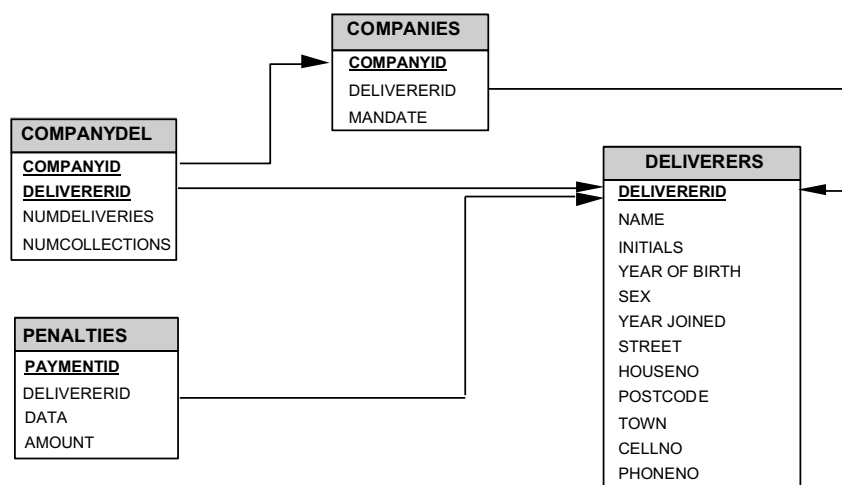 COMPANIES
COMPANYID
DELIVERERID
MANDATE
COMPANYDEL
COMPANYID
DELIVERERID
NUMDELIVERIES
NUMCOLLECTIONS
DELIVERERS
DELIVERERID
NAME
INITIALS
YEAR OF BIRTH
SEX
YEAR JOINED
STREET
HOUSENO
POSTCODE
TOWN
CELLNO
PHONENO
PENALTIES
PAYMENTID
DELIVERERID
DATA
AMOUNT